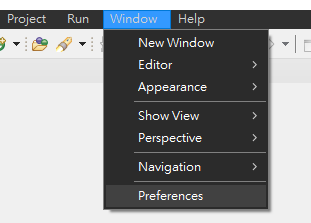 Project Run Window Help
New Window
Editor
Appearance
Show View
Perspective
Navigation
Preferences